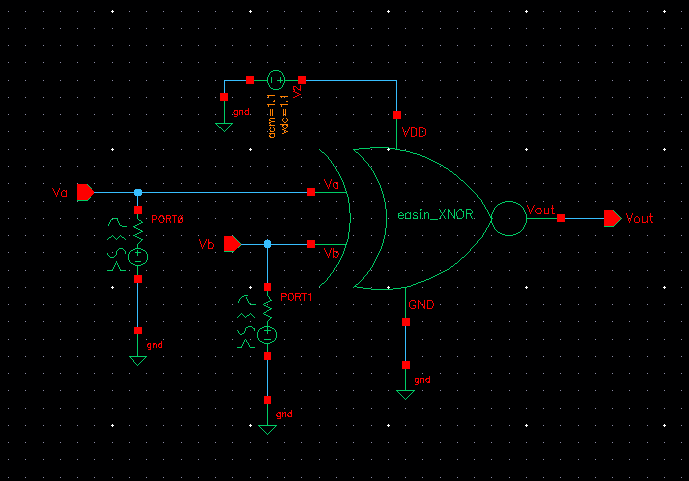 gnd
V2
acm=1.1
vdc=1.1
VDD
Va
Va
PORT0
easin_XNOR
Vout
Vout
Vb
Vb
PORT1
GND
gnd
gnd
gnd